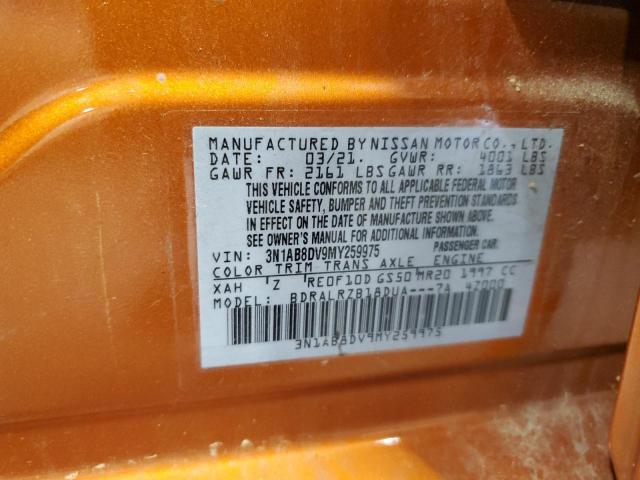 MANUFACTURED BY NISSAN MOTOR CO., LTD.
DATE: 03/21. GVWR: 4001 LBS
GAWR FR: 2161 LBS GAWR RR: 1863 LBS
THIS VEHICLE CONFORMS TO ALL APPLICABLE FEDERAL MOTOR
VEHICLE SAFETY, BUMPER AND THEFT PREVENTION STANDARDS
IN EFFECT ON THE DATE OF MANUFACTURE SHOWN ABOVE.
SEE OWNER'S MANUAL FOR ADDITIONAL INFORMATION.
VIN: 3N1AB8DV9MY259975 PASSENGER CAR
COLOR TRIM TRANS AXLE ENGINE
XAH Z RE0F10D GS50 MR20 1997 CC
MODEL: BDRALRZB18DUA---7A 4Z000
3N1AB8DV9MY259975